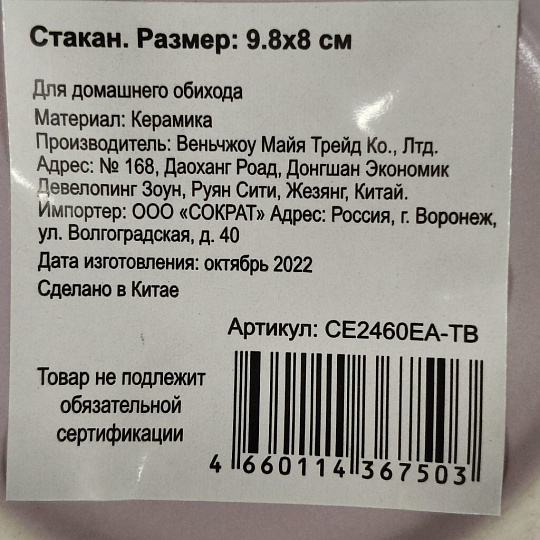 Стакан. Размер: 9.8х8 см
Для домашнего обихода
Материал: Керамика
Производитель: Веньчжоу Майя Трейд Ко., Лтд.
Адрес: № 168, Даоханг Роад, Донгшан Экономик
Девелопинг Зоун, Руян Сити, Жезянг, Китай.
Импортер: ООО «СОКРАТ» Адрес: Россия, г. Воронеж,
ул. Волгоградская, д. 40
Дата изготовления: октябрь 2022
Сделано в Китае
Артикул: CE2460EA-TB
Товар не подлежит
обязательной
сертификации
4 660114 367503